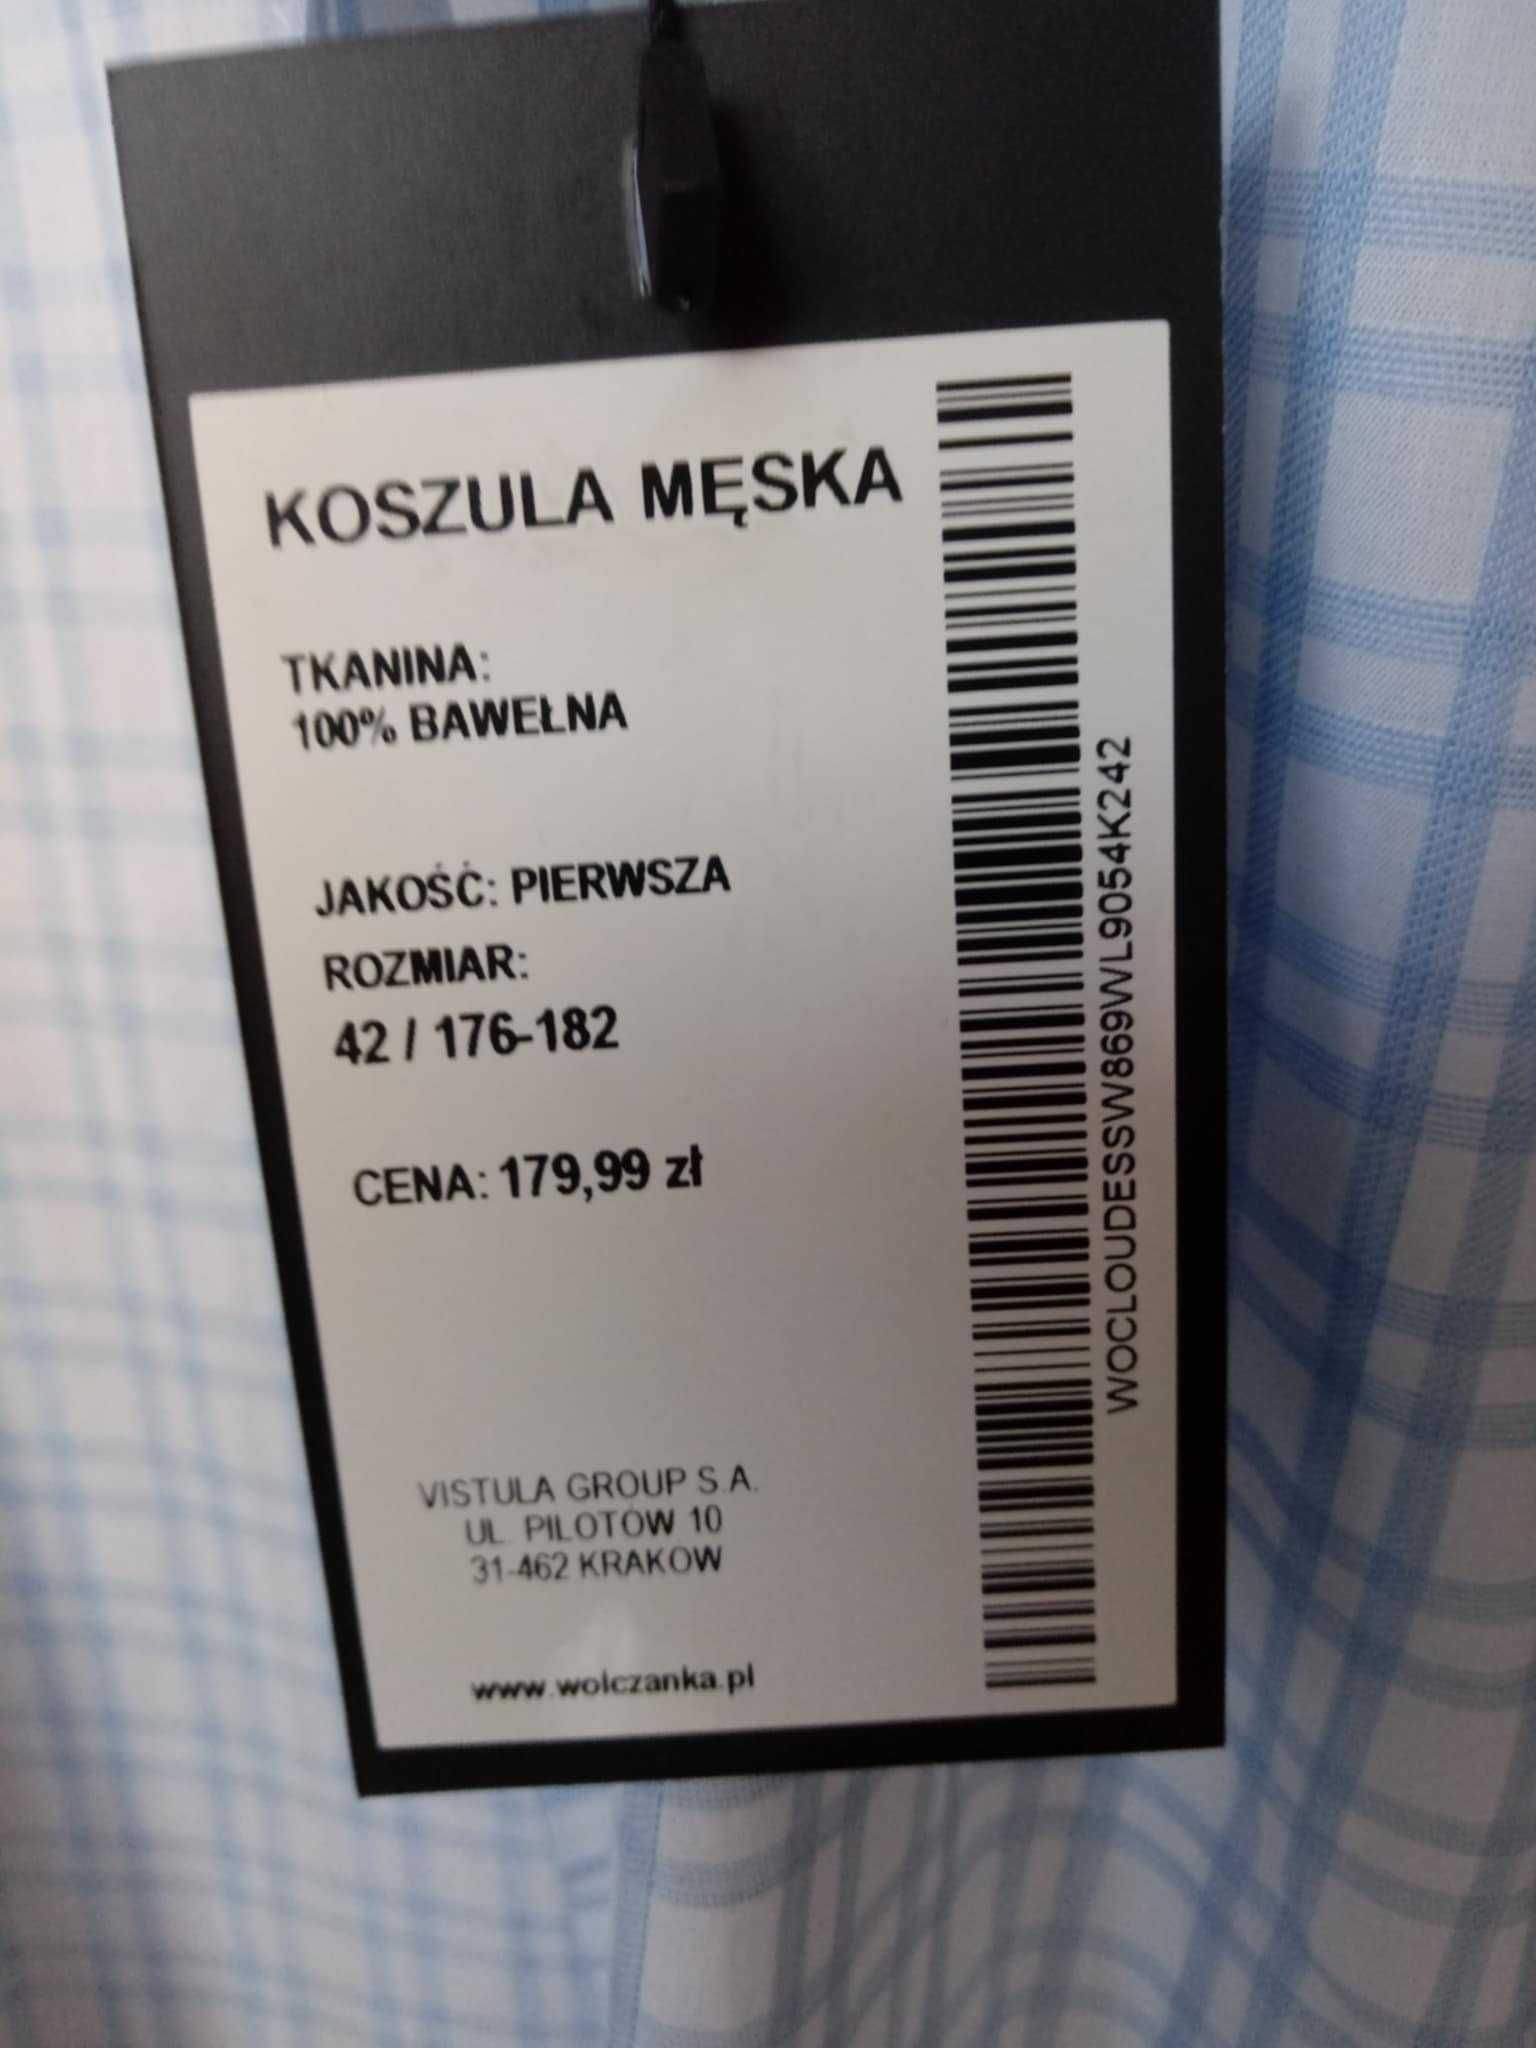 KOSZULA MĘSKA
TKANINA:
100% BAWEŁNA
JAKOŚĆ: PIERWSZA
ROZMIAR:
42 / 176-182
CENA: 179,99 zł
VISTULA GROUP S.A.
UL. PILOTÓW 10
31-462 KRAKÓW
www.wolczanka.pl
WOCLOUDESSW869WL9054K242